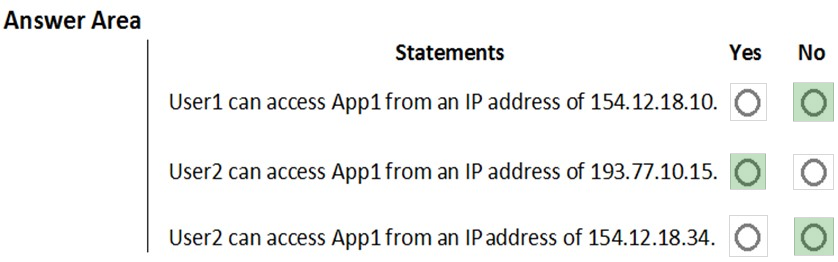 Answer Area
Statements Yes No
User1 can access App1 from an IP address of 154.12.18.10.
User2 can access App1 from an IP address of 193.77.10.15.
User2 can access App1 from an IP address of 154.12.18.34.